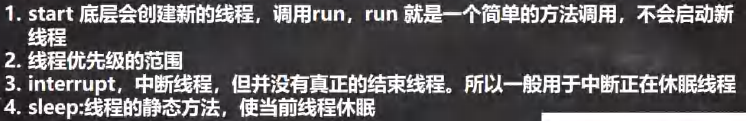 1. start 底层会创建新的线程，调用run，run 就是一个简单的方法调用，不会启动新
线程
2. 线程优先级的范围
3. interrupt，中断线程，但并没有真正的结束线程。所以一般用于中断正在休眠线程
4. sleep:线程的静态方法，使当前线程休眠